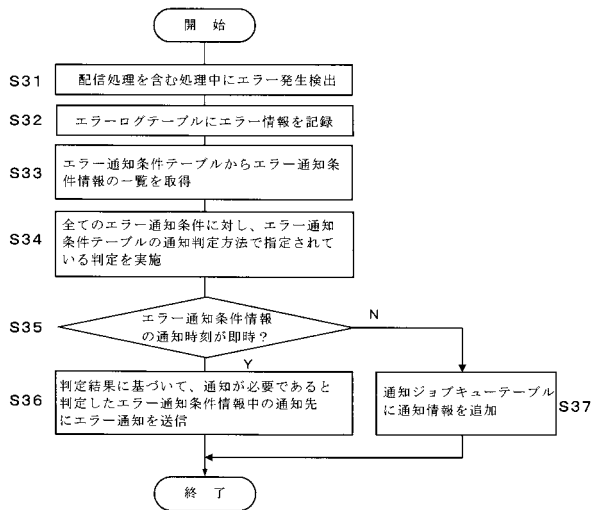 開 始
S31
配信処理を含む処理中にエラー発生検出
S32
エラーログテーブルにエラー情報を記録
S33
エラー通知条件テーブルからエラー通知条
件情報の一覧を取得
S34
全てのエラー通知条件に対し、エラー通知
条件テーブルの通知判定方法で指定されて
いる判定を実施
S35
エラー通知条件情報
の通知時刻が即時？
N
Y
S36
判定結果に基づいて、通知が必要であると
判定したエラー通知条件情報中の通知先
にエラー通知を送信
通知ジョブキューテーブル
に通知情報を追加
S37
終 了